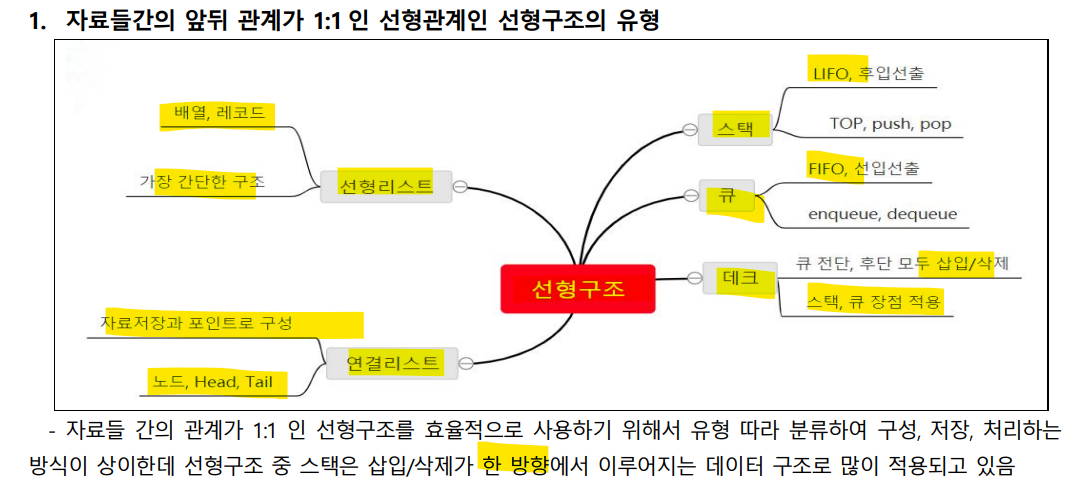 1. 자료들간의 앞뒤 관계가 1:1 인 선형관계인 선형구조의 유형
배열, 레코드
가장 간단한 구조
선형리스트
자료저장과 포인트로 구성
노드, Head, Tail
연결리스트
선형구조
스택
LIFO, 후입선출
TOP, push, pop
큐
FIFO, 선입선출
enqueue, dequeue
데크
큐 전단, 후단 모두 삽입/삭제
스택, 큐 장점 적용
- 자료들 간의 관계가 1:1 인 선형구조를 효율적으로 사용하기 위해서 유형 따라 분류하여 구성, 저장, 처리하는
방식이 상이한데 선형구조 중 스택은 삽입/삭제가 한 방향에서 이루어지는 데이터 구조로 많이 적용되고 있음